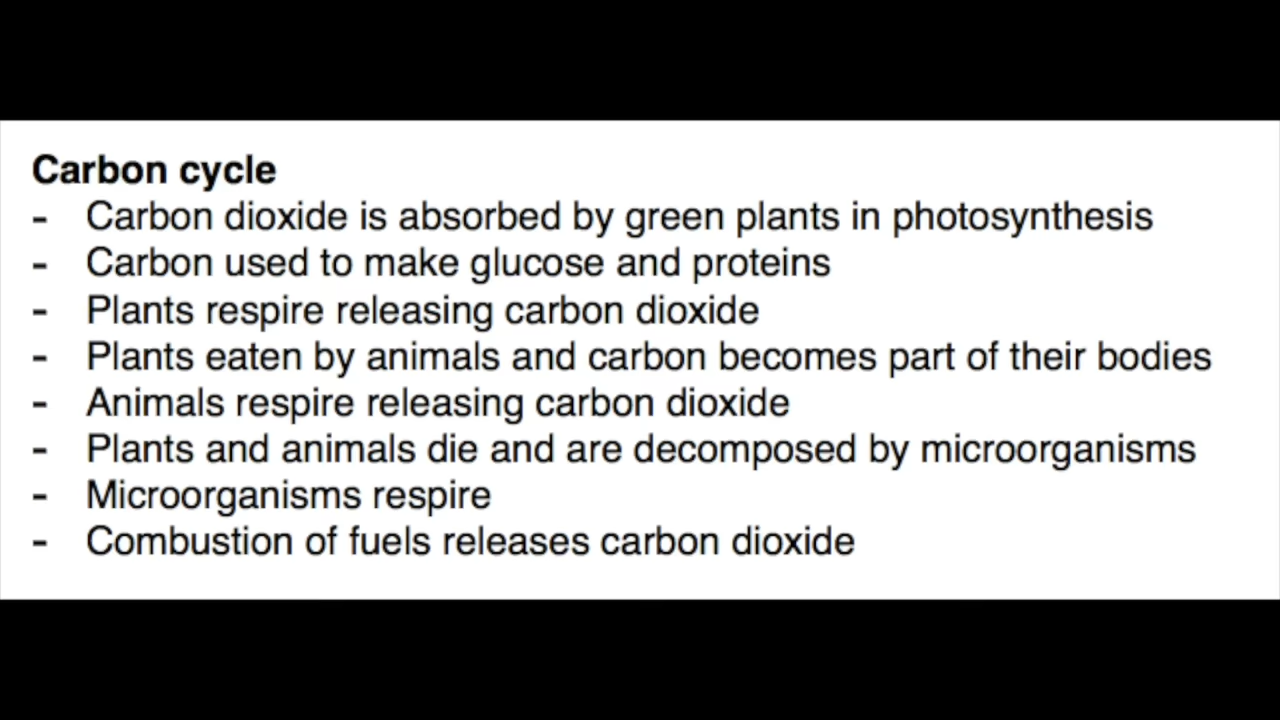 Carbon cycle
- Carbon dioxide is absorbed by green plants in photosynthesis
- Carbon used to make glucose and proteins
- Plants respire releasing carbon dioxide
- Plants eaten by animals and carbon becomes part of their bodies
- Animals respire releasing carbon dioxide
- Plants and animals die and are decomposed by microorganisms
- Microorganisms respire
- Combustion of fuels releases carbon dioxide